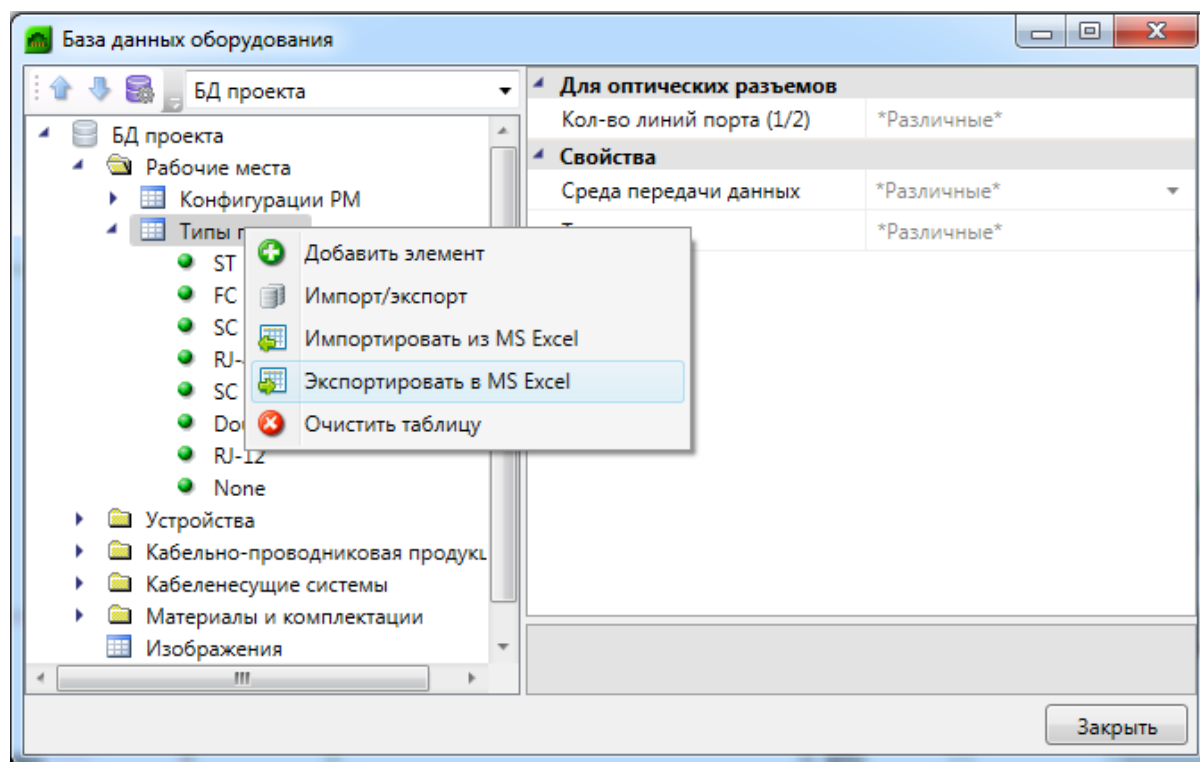 База данных оборудования
БД проекта
БД проекта
Рабочие места
Конфигурации РМ
Типы
ST
FC
SC
RJ-
SC
RJ-12
None
Устройства
Кабельно-проводниковая
Кабеленесущие системы
Материалы и комплектации
Изображения
Добавить элемент
Импорт/экспорт
Импортировать из MS Excel
Экспортировать в MS Excel
Очистить таблицу
Для оптических разъемов
Кол-во линий порта (1/2) *Различные*
Свойства
Среда передачи данных *Различные*
*Различные*
Закрыть